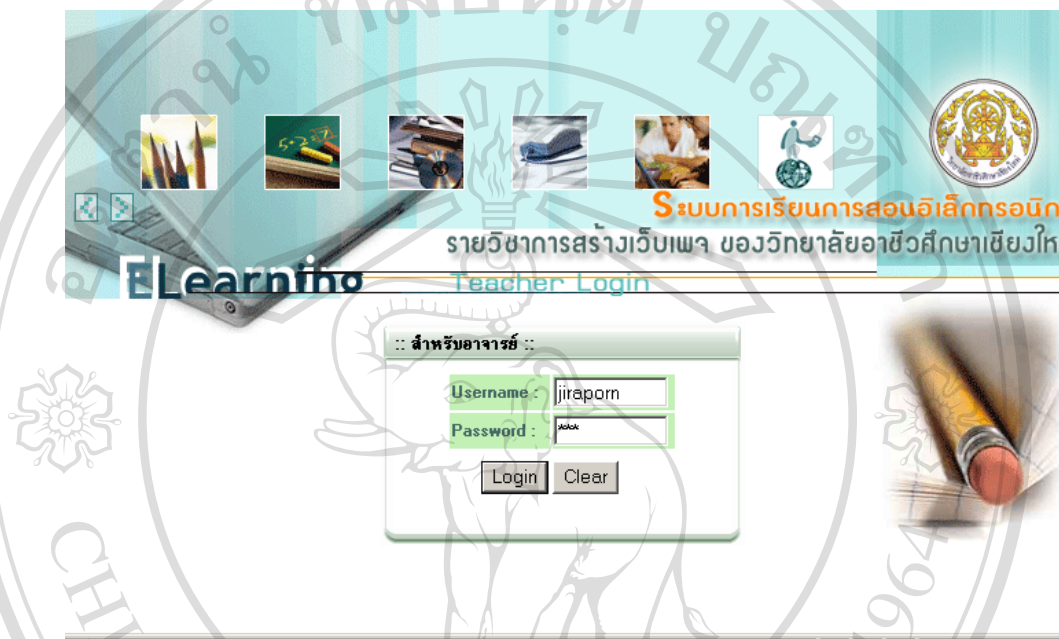 5+2=7
Sะบบการเรียนการสอนอิเล็กทรอนิก
รายวิชาการสร้างเว็บเพจ ของวิทยาลัยอาชีวศึกษาเชียงให
ELearning
Teacher Login
:: สำหรับอาจารย์ ::
Username : jiraporn
Password : ***
Login Clear